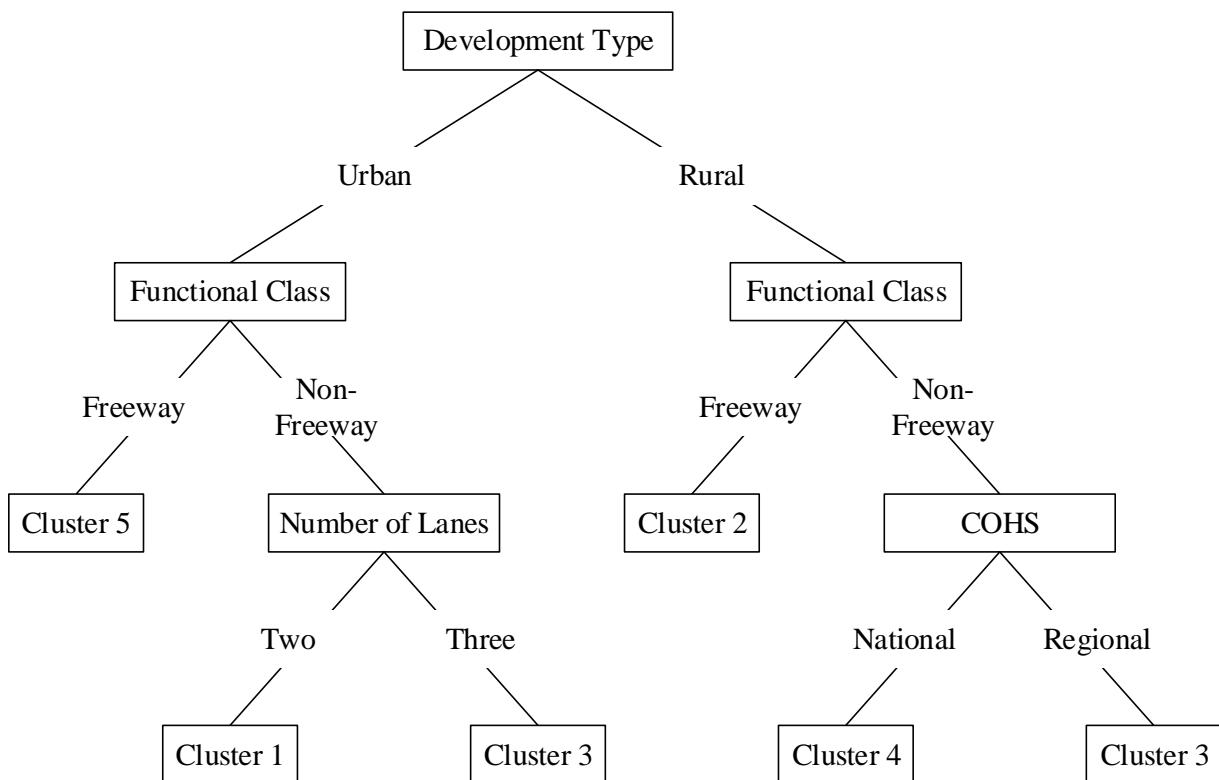 Development Type
Urban
Rural
Functional Class
Functional Class
Freeway
Non-
Freeway
Freeway
Non-
Freeway
Cluster 5
Number of Lanes
Cluster 2
COHS
Two
Three
National
Regional
Cluster 1
Cluster 3
Cluster 4
Cluster 3